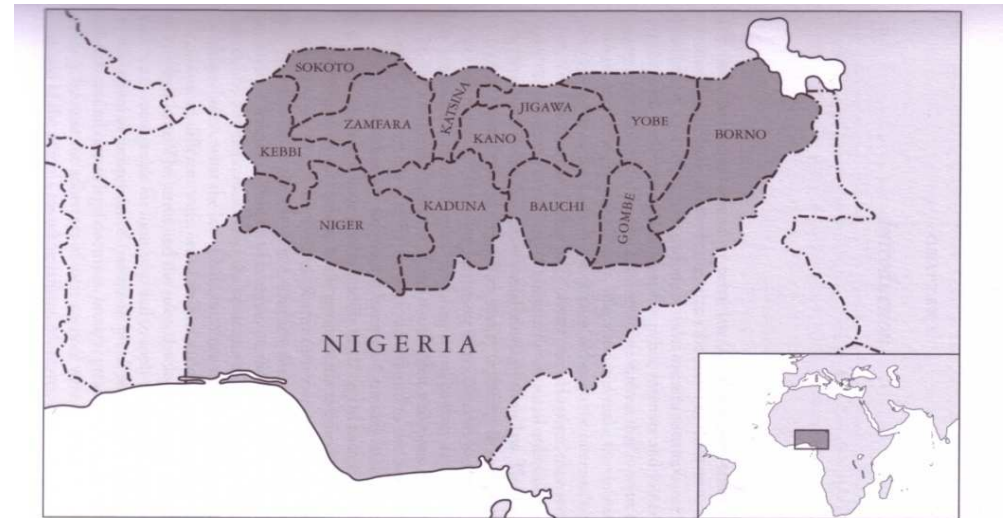 SOKOTO
KATSINA
JIGAWA
ZAMFARA
YOBE
BORNO
KANO
KEBBI
KADUNA
BAUCHI
GOMBE
NIGER
NIGERIA